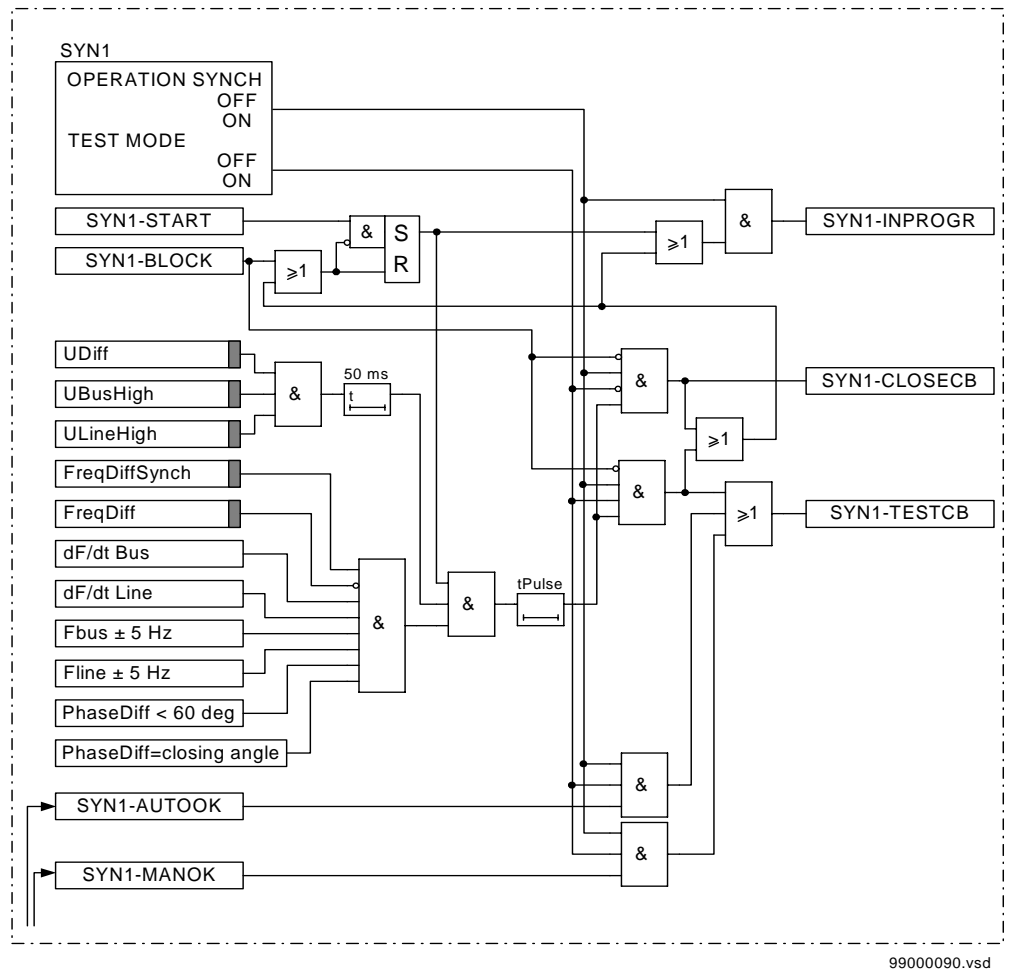 SYN1
OPERATION SYNCH
OFF
ON
TEST MODE
OFF
ON
SYN1-START
SYN1-BLOCK
&
S
R
≥1
≥1
&
SYN1-INPROGR
UDiff
UBusHigh
ULineHigh
&
50 ms
t
&
SYN1-CLOSECB
≥1
FreqDiffSynch
FreqDiff
dF/dt Bus
dF/dt Line
Fbus ± 5 Hz
Fline ± 5 Hz
PhaseDiff < 60 deg
PhaseDiff=closing angle
&
&
tPulse
&
≥1
SYN1-TESTCB
SYN1-AUTOOK
&
SYN1-MANOK
&
99000090.vsd